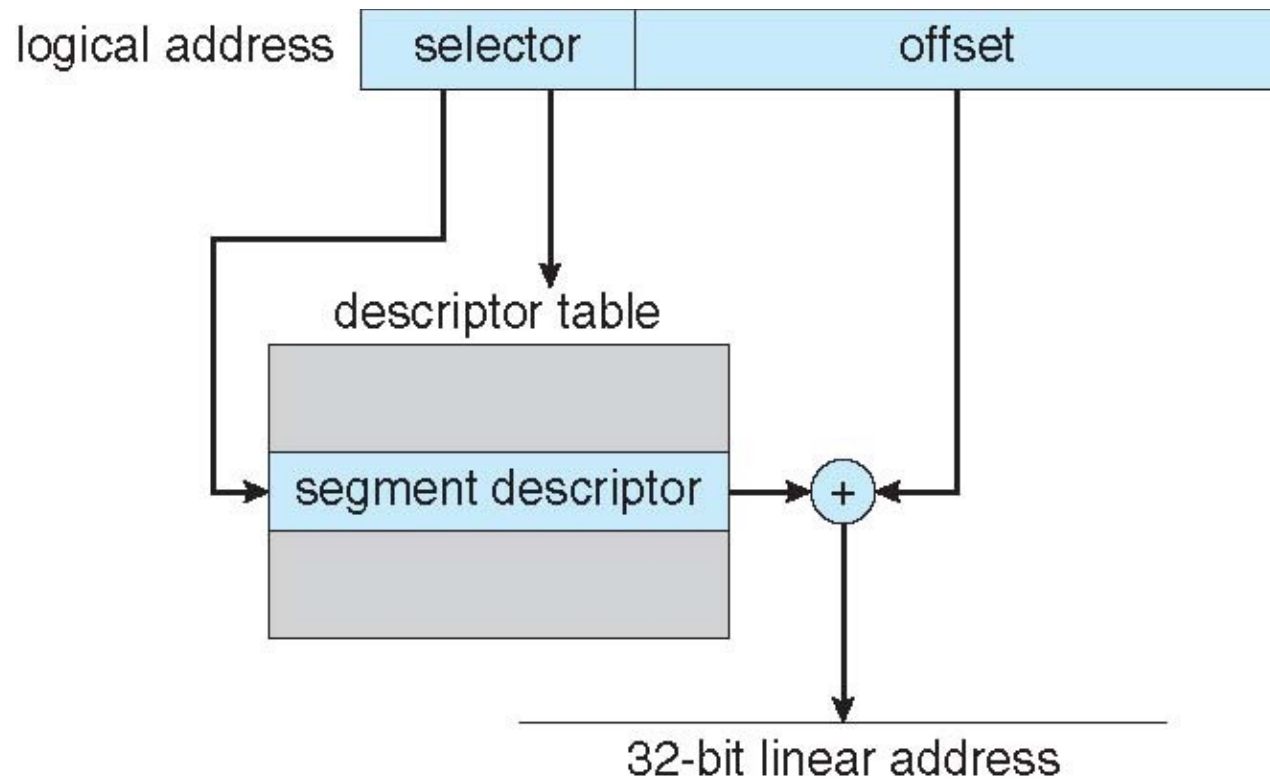 logical address selector offset
descriptor table
segment descriptor +
32-bit linear address